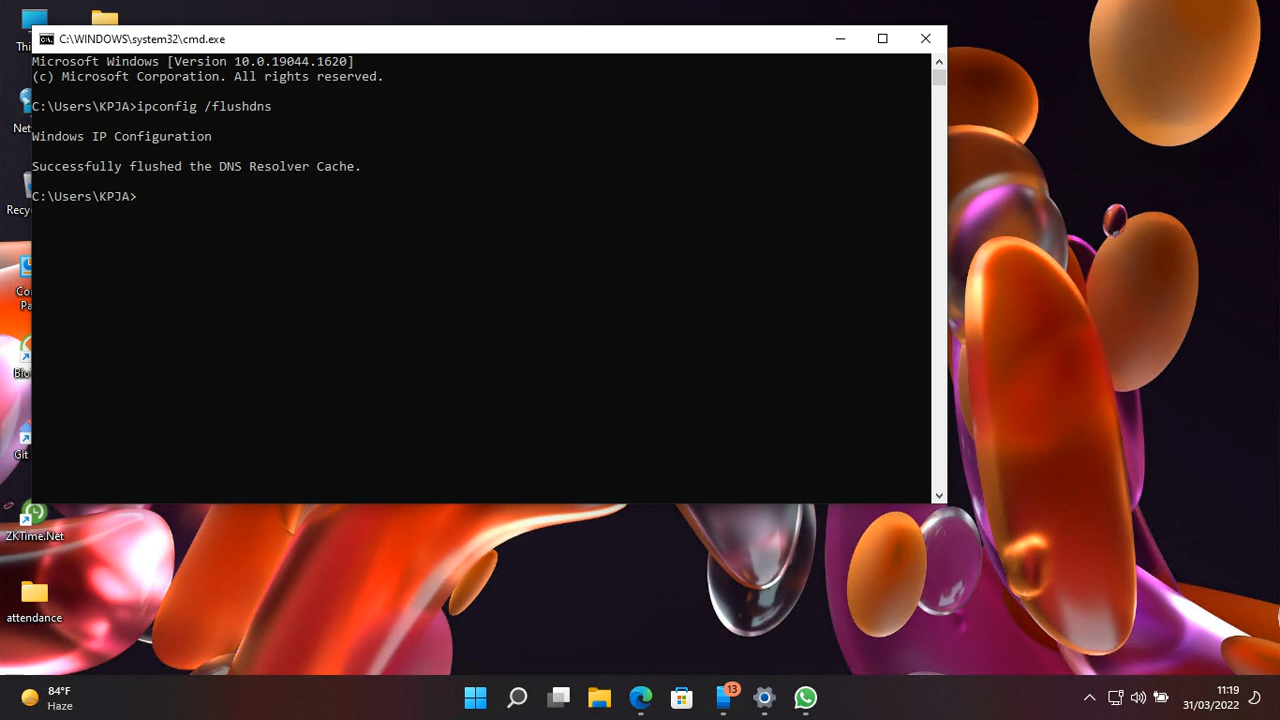 C:\WINDOWS\system32\cmd.exe
Microsoft Windows [Version 10.0.19044.1620]
(c) Microsoft Corporation. All rights reserved.
C:\Users\KPJA>ipconfig /flushdns
Windows IP Configuration
Successfully flushed the DNS Resolver Cache.
C:\Users\KPJA>
Git
ZKTime.Net
attendance
84°F
Haze
13
11:19
31/03/2022